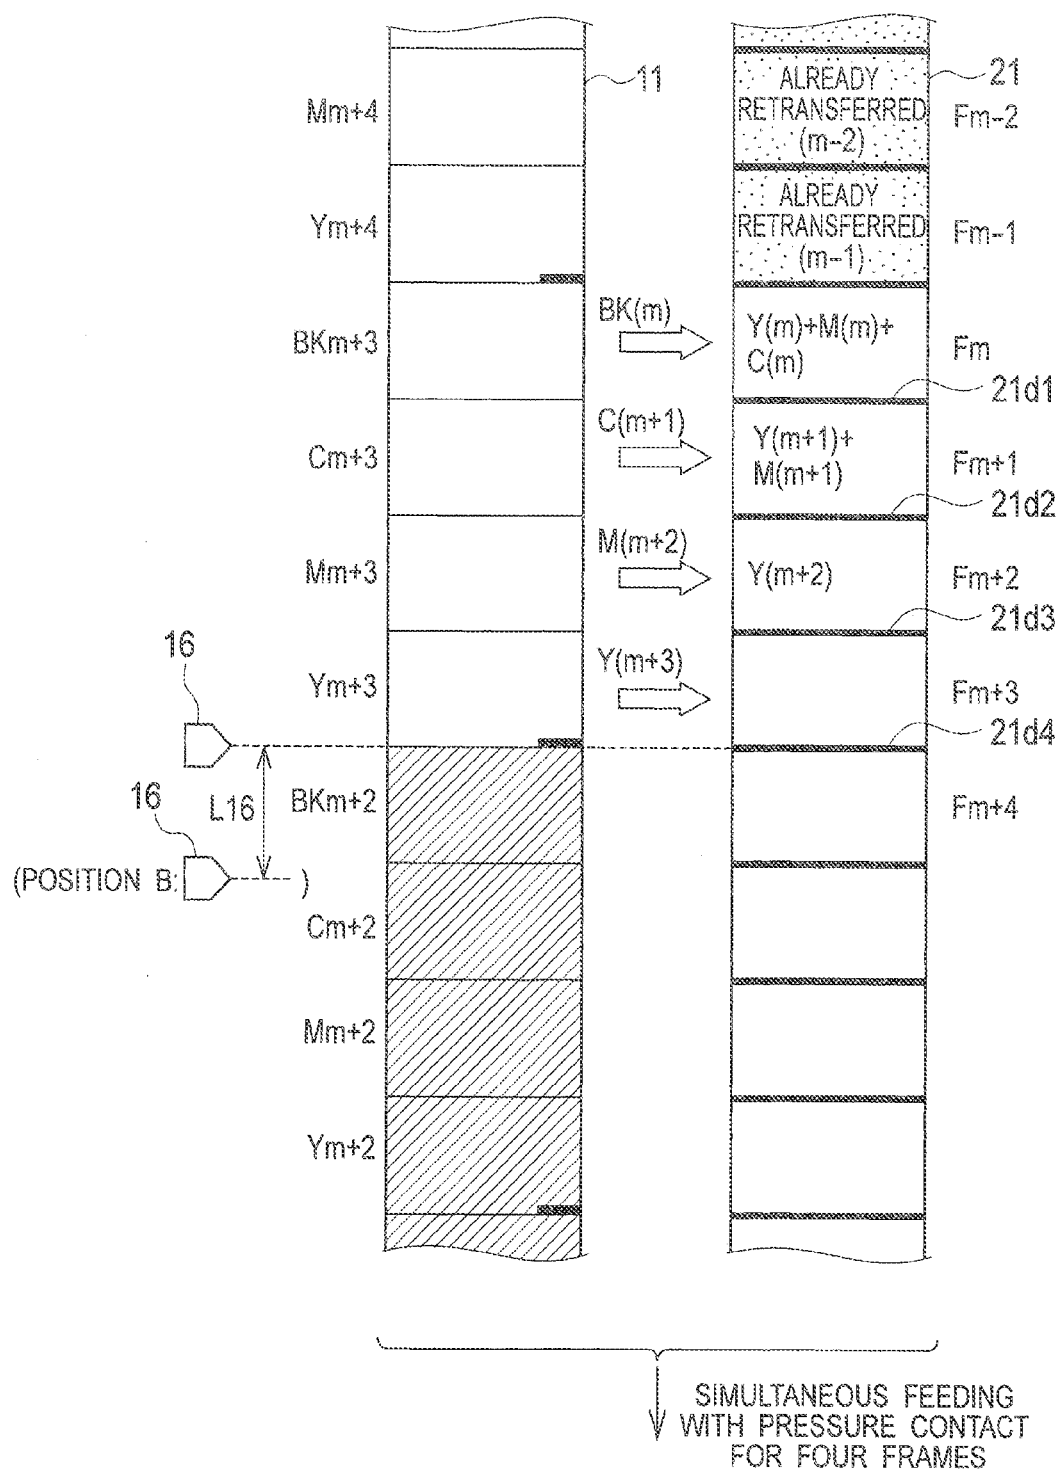 11
21
Mm+4
ALREADY
RETRANSFERRED
(m-2)
Fm-2
Ym+4
ALREADY
RETRANSFERRED
(m-1)
Fm-1
BKm+3
BK(m)
Y(m)+M(m)+
C(m)
Fm
21d1
Cm+3
C(m+1)
Y(m+1)+
M(m+1)
Fm+1
21d2
Mm+3
M(m+2)
Y(m+2)
Fm+2
21d3
16
Ym+3
Y(m+3)
Fm+3
21d4
16
L16
BKm+2
Fm+4
(POSITION B: )
Cm+2
Mm+2
Ym+2
SIMULTANEOUS FEEDING
WITH PRESSURE CONTACT
FOR FOUR FRAMES